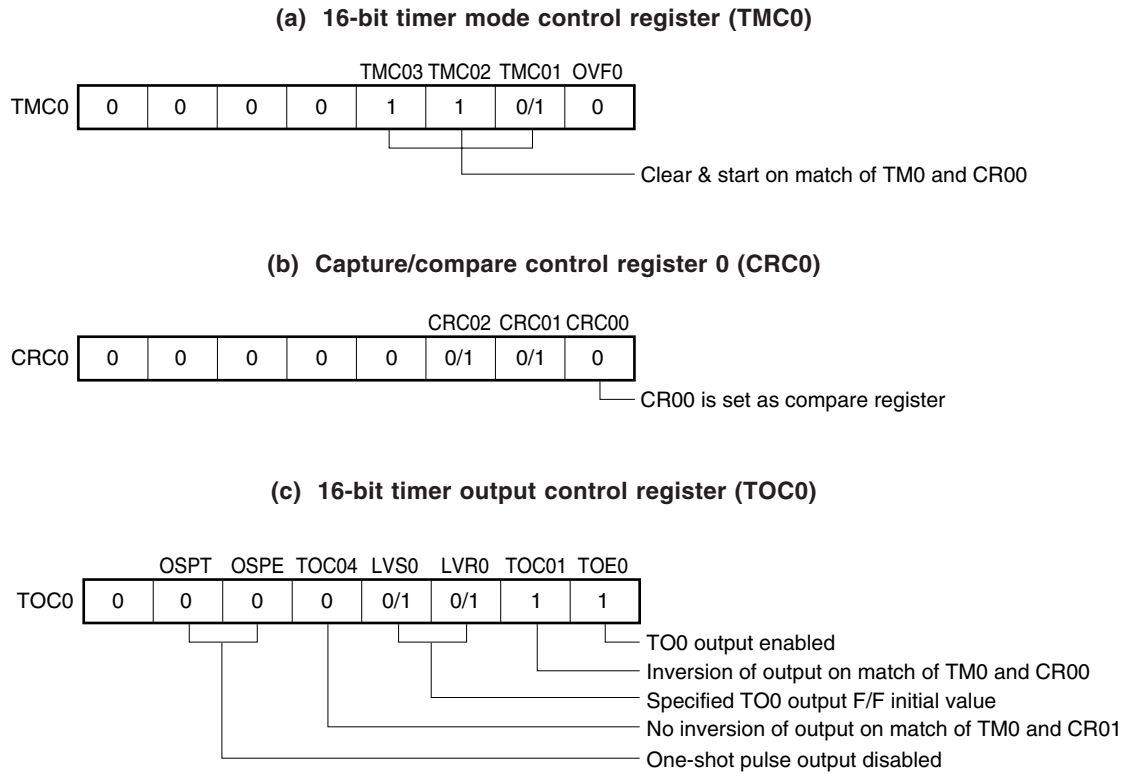 (a) 16-bit timer mode control register (TMC0)
TMC03 TMC02 TMC01 OVF0
TMC0 0 0 0 0 1 1 0/1 0
Clear & start on match of TM0 and CR00
(b) Capture/compare control register 0 (CRC0)
CRC02 CRC01 CRC00
CRC0 0 0 0 0 0 0/1 0/1 0
CR00 is set as compare register
(c) 16-bit timer output control register (TOC0)
OSPT OSPE TOC04 LVS0 LVR0 TOC01 TOE0
TOC0 0 0 0 0 0/1 0/1 1 1
TO0 output enabled
Inversion of output on match of TM0 and CR00
Specified TO0 output F/F initial value
No inversion of output on match of TM0 and CR01
One-shot pulse output disabled